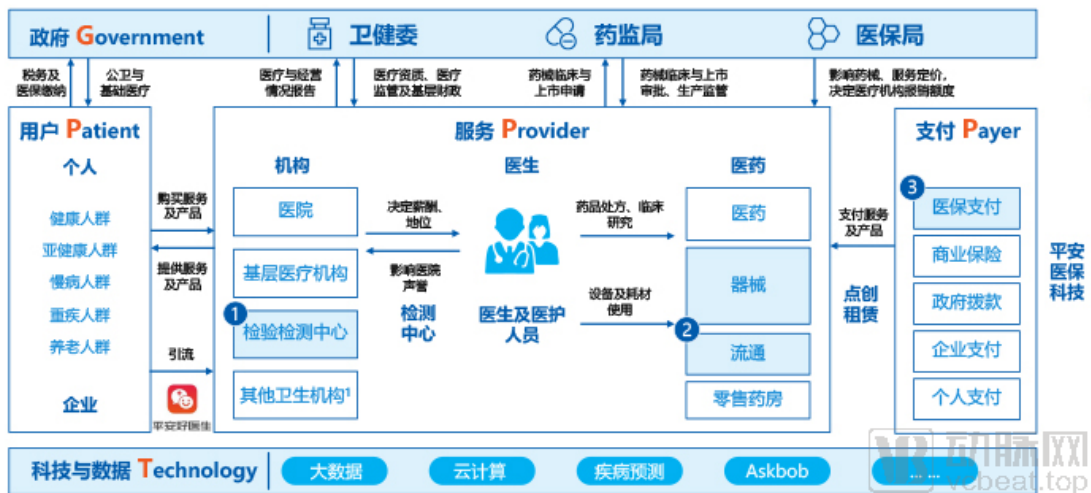 政府 Government
卫健委
药监局
医保局
税务及
医保缴纳
公卫与
基础医疗
医疗与经营
情况报告
医疗资质、医疗
监管及基层财政
药械临床与
上市申请
药械临床与上市
审批、生产监管
影响药械、服务定价，
决定医疗机构报销额度
用户 Patient
个人
健康人群
亚健康人群
慢病人群
重疾人群
养老人群
企业
购买服务
及产品
提供服务
及产品
引流
平安好医生
服务 Provider
机构
医院
基层医疗机构
1
检验检测中心
其他卫生机构1
决定薪酬、
地位
影响医院
声誉
检测
中心
医生
医生及医护
人员
药品处方、临床
研究
设备及耗材
使用
医药
医药
器械
2
流通
零售药房
支付服务
及产品
点创
租赁
支付 Payer
3
医保支付
商业保险
政府拨款
企业支付
个人支付
平安
医保
科技
科技与数据 Technology
大数据
云计算
疾病预测
Askbob
......
动脉网
vcbeat.top